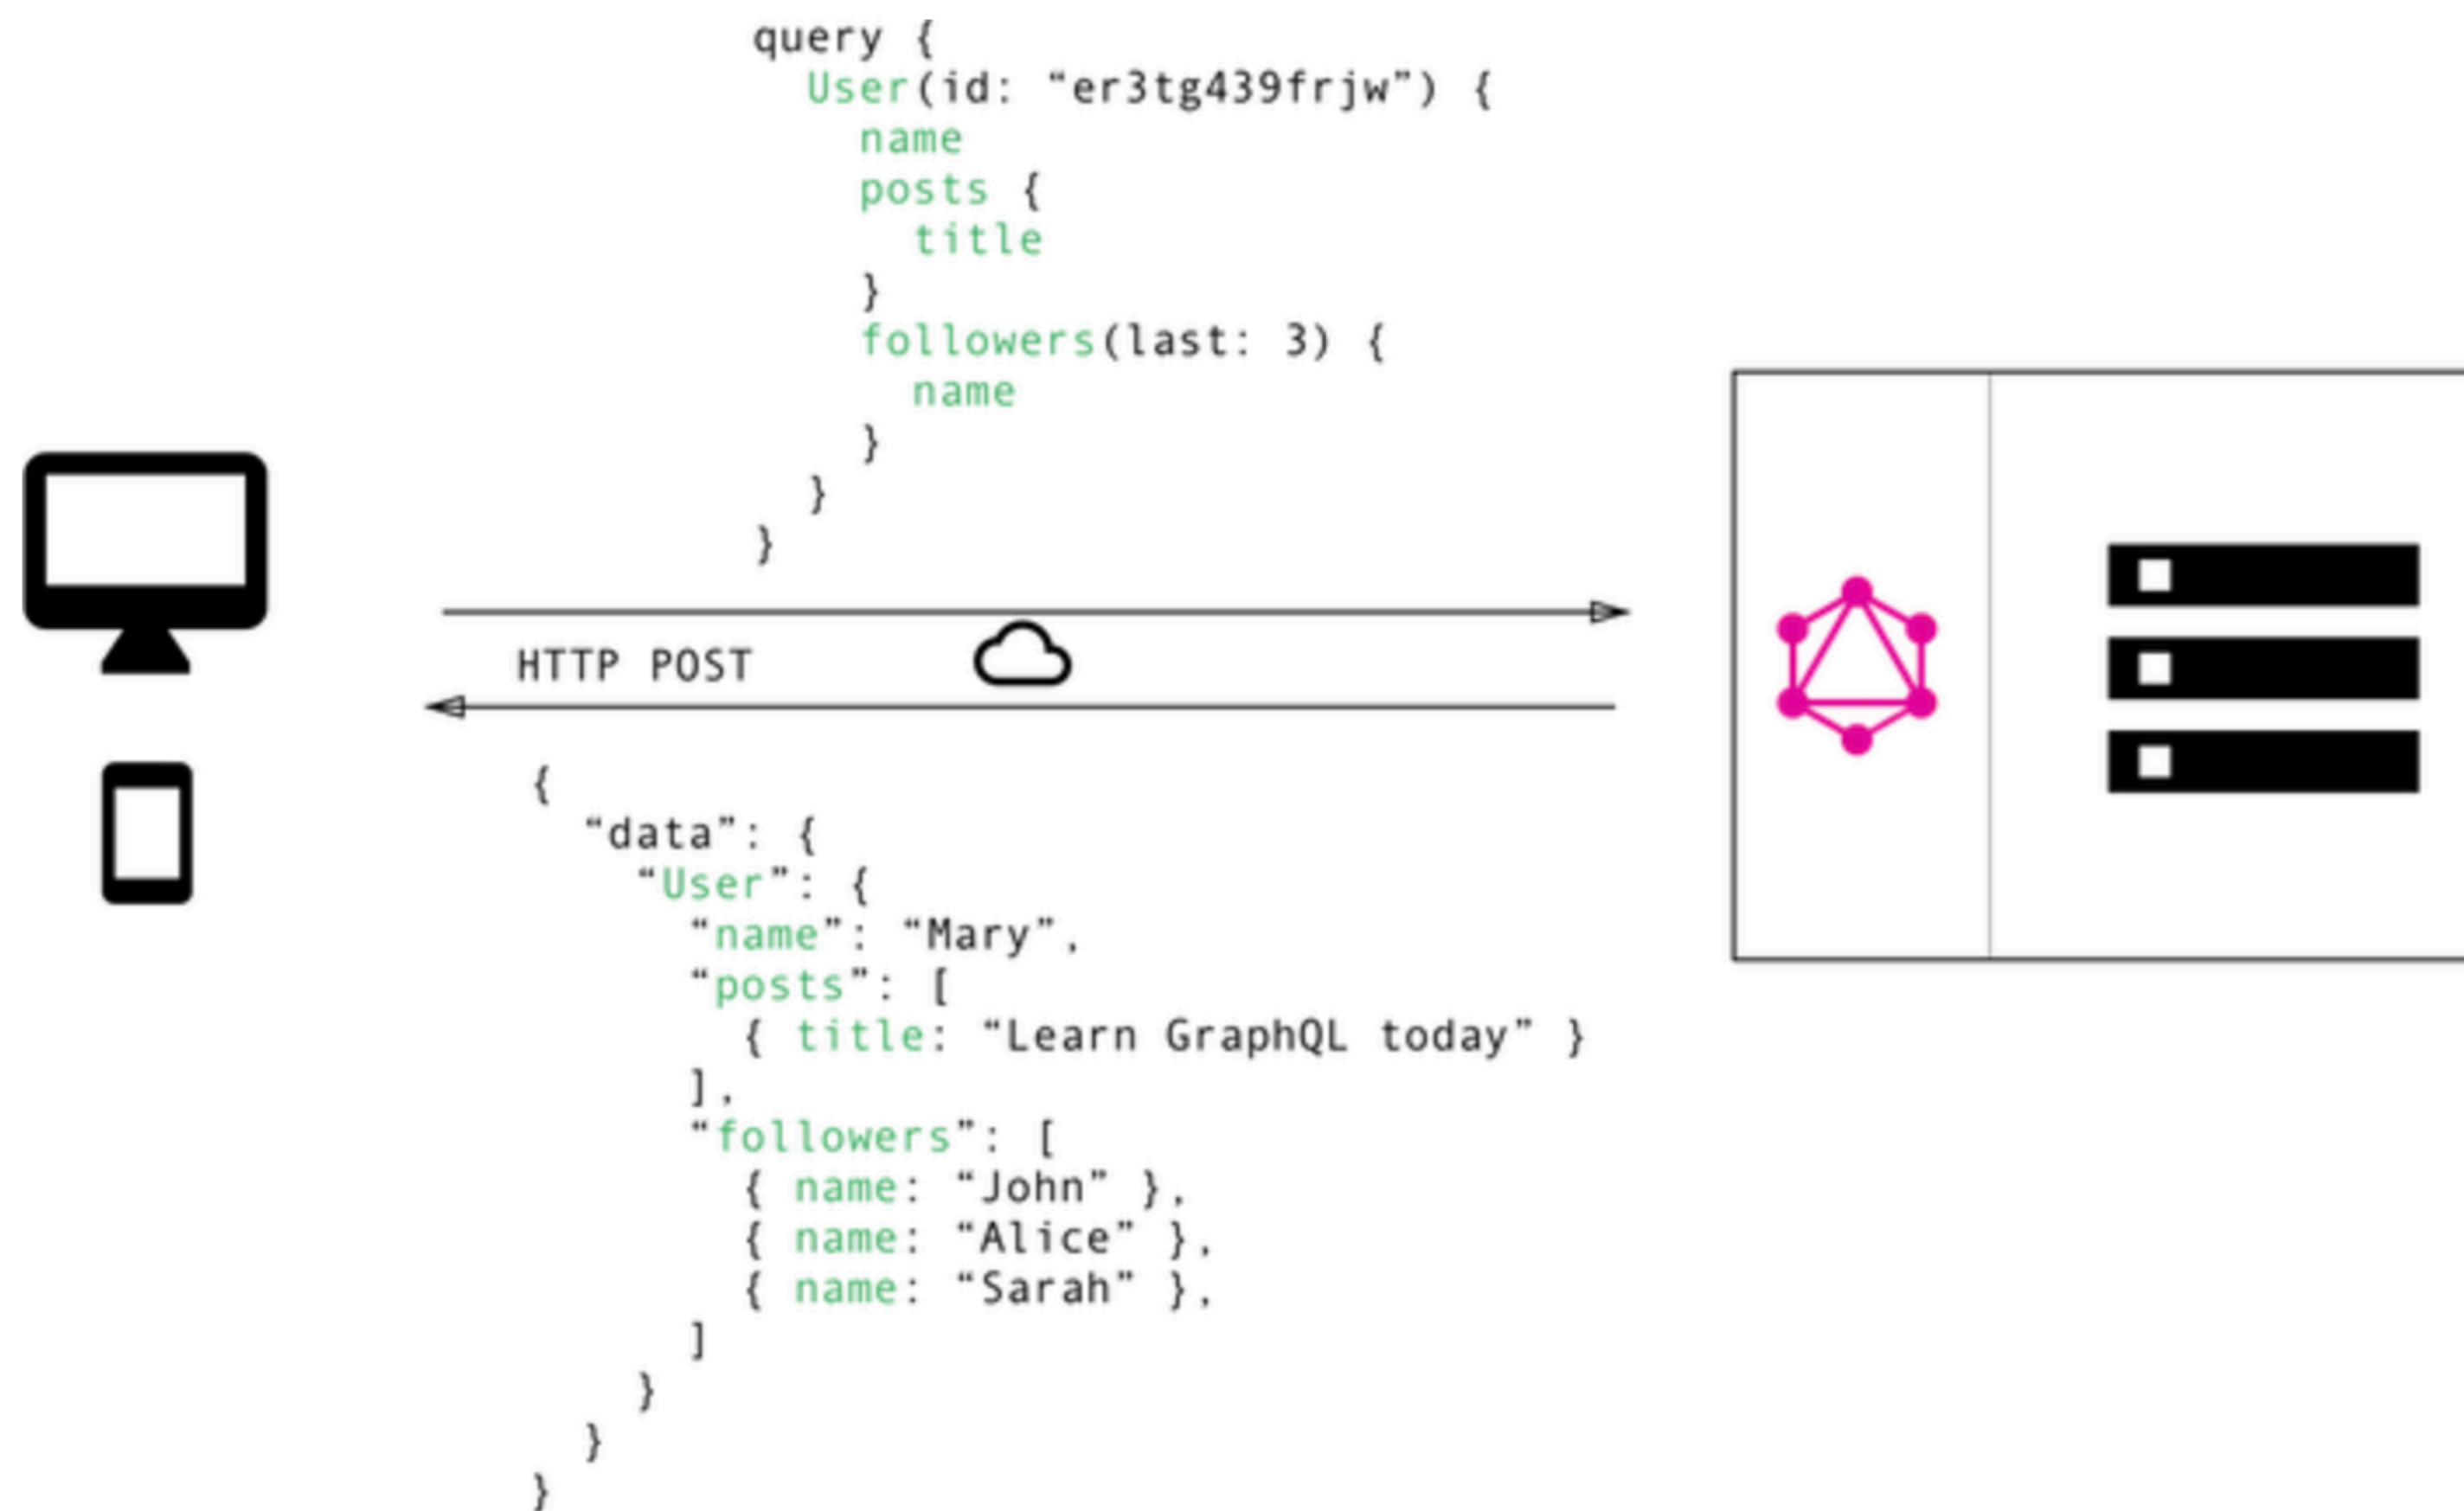 query {
User(id: “er3tg439frjw”) {
name
posts {
title
}
followers(last: 3) {
name
}
}
}
HTTP POST
{
“data”: {
“User”: {
“name”: “Mary”,
“posts”: [
{ title: “Learn GraphQL today” }
],
“followers”: [
{ name: “John” },
{ name: “Alice” },
{ name: “Sarah” },
]
}
}
}